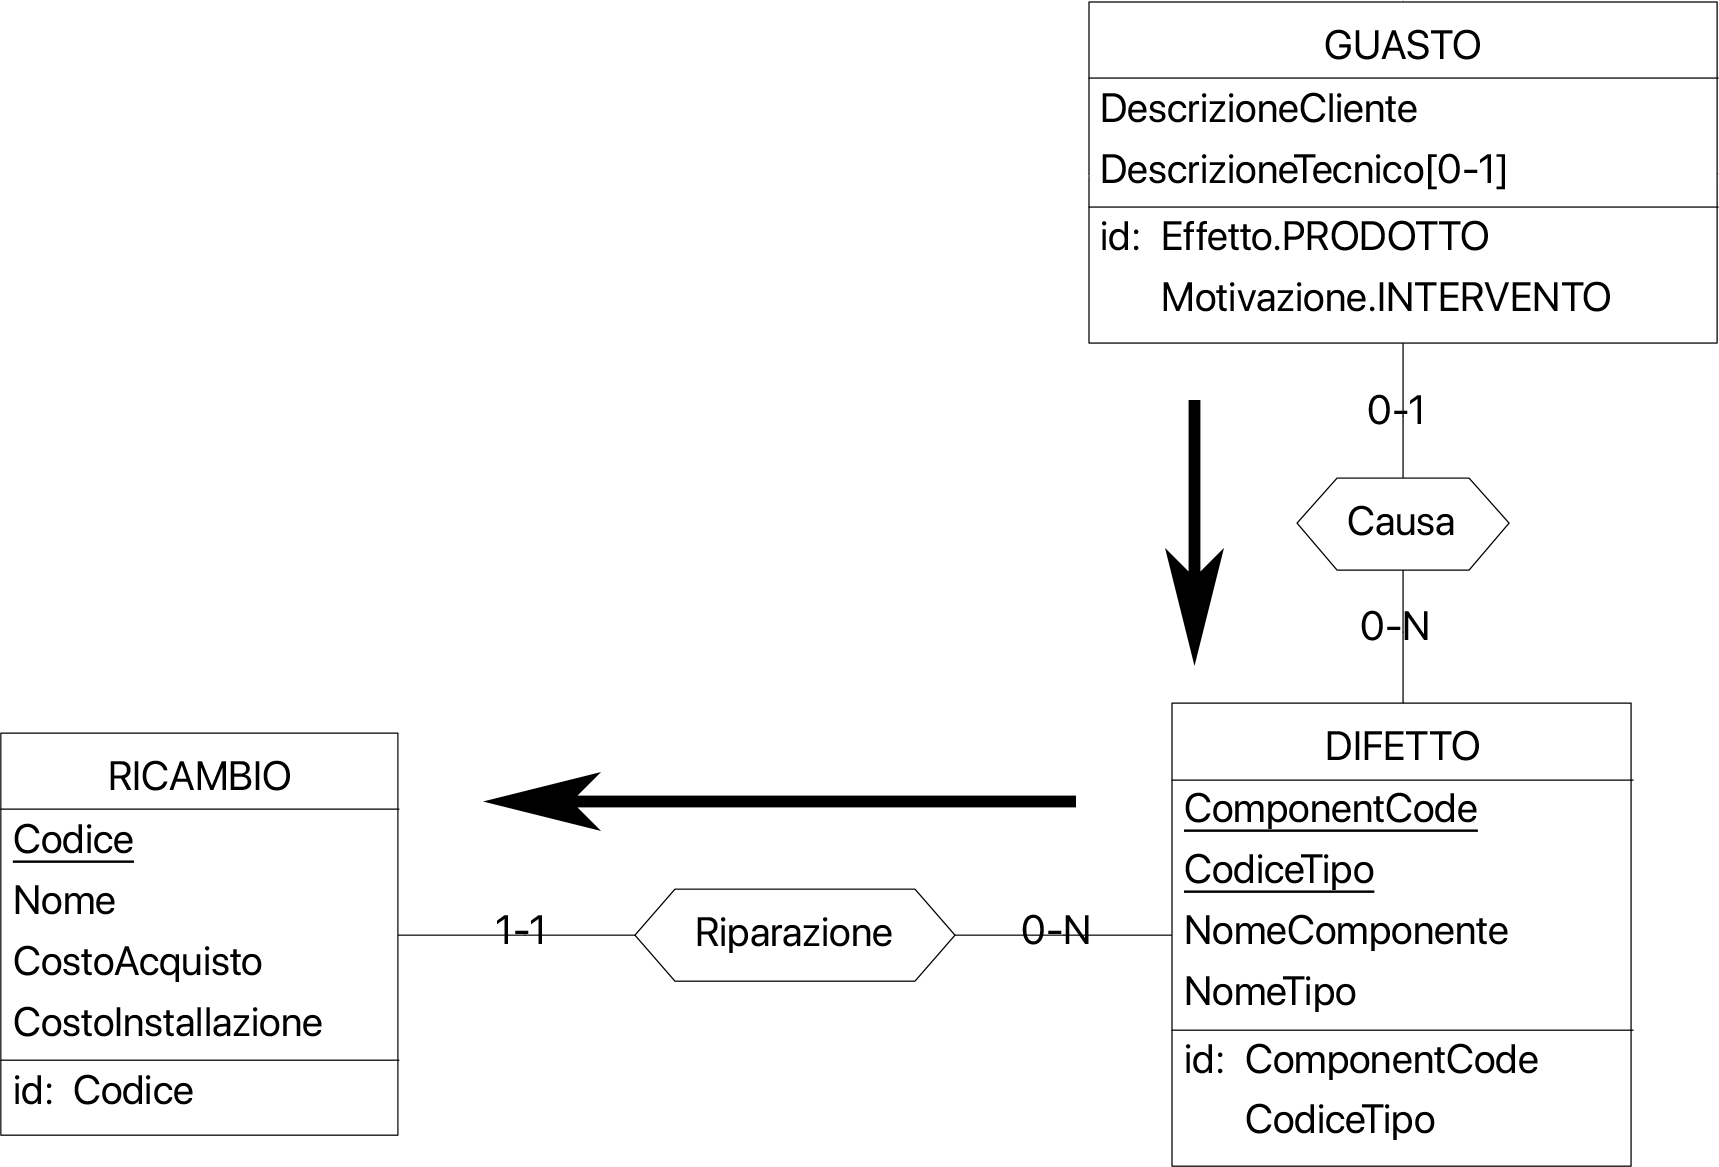 GUASTO
DescrizioneCliente
DescrizioneTecnico[0-1]
id: Effetto.PRODOTTO
Motivazione.INTERVENTO
0-1
Causa
0-N
RICAMBIO
Codice
Nome
CostoAcquisto
CostoInstallazione
id: Codice
1-1
Riparazione
0-N
DIFETTO
ComponentCode
CodiceTipo
NomeComponente
NomeTipo
id: ComponentCode
CodiceTipo